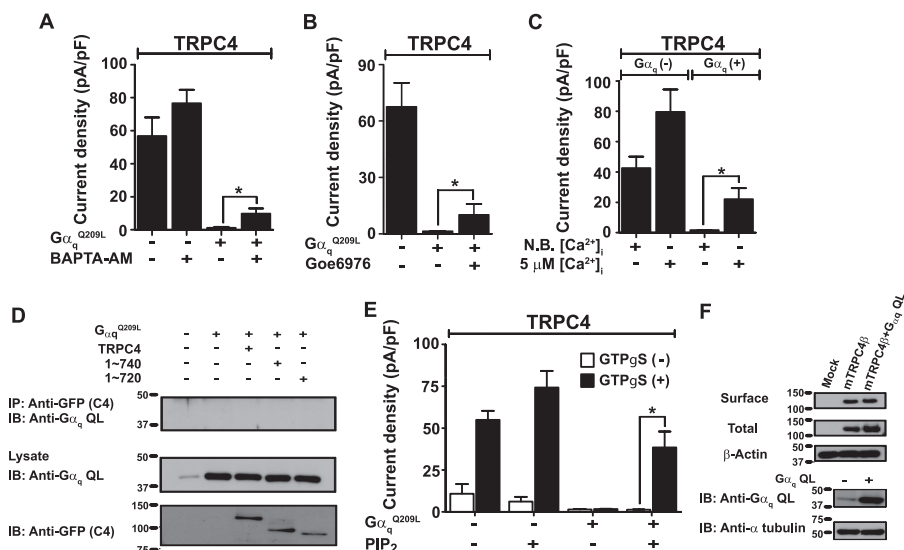 A
TRPC4
Current density (pA/pF)
100
80
60
40
20
0
*
Gαq^Q209L - - + +
BAPTA-AM - + - +
B
TRPC4
Current density (pA/pF)
90
60
30
0
*
Gαq^Q209L - + +
Goe6976 - - +
C
TRPC4
Gαq (-) Gαq (+)
Current density (pA/pF)
100
80
60
40
20
0
*
N.B. [Ca²⁺]i + - + -
5 μM [Ca²⁺]i - + - +
D
Gαq^Q209L - + + + +
TRPC4 - - +
1~740 - - +
1~720 - - +
IP: Anti-GFP (C4)
IB: Anti-Gαq QL
50
37
Lysate
IB: Anti-Gαq QL
50
37
IB: Anti-GFP (C4)
150
100
75
E
TRPC4
Current density (pA/pF)
100
75
50
25
0
GTPgS (-)
GTPgS (+)
*
Gαq^Q209L - - + +
PIP₂ - + - +
F
Mock mTRPC4β mTRPC4β+Gαq QL
Surface 150
100
Total 150
100
β-Actin 50
37
Gαq QL - +
IB: Anti-Gαq QL 50
37
IB: Anti-α tubulin 75
50